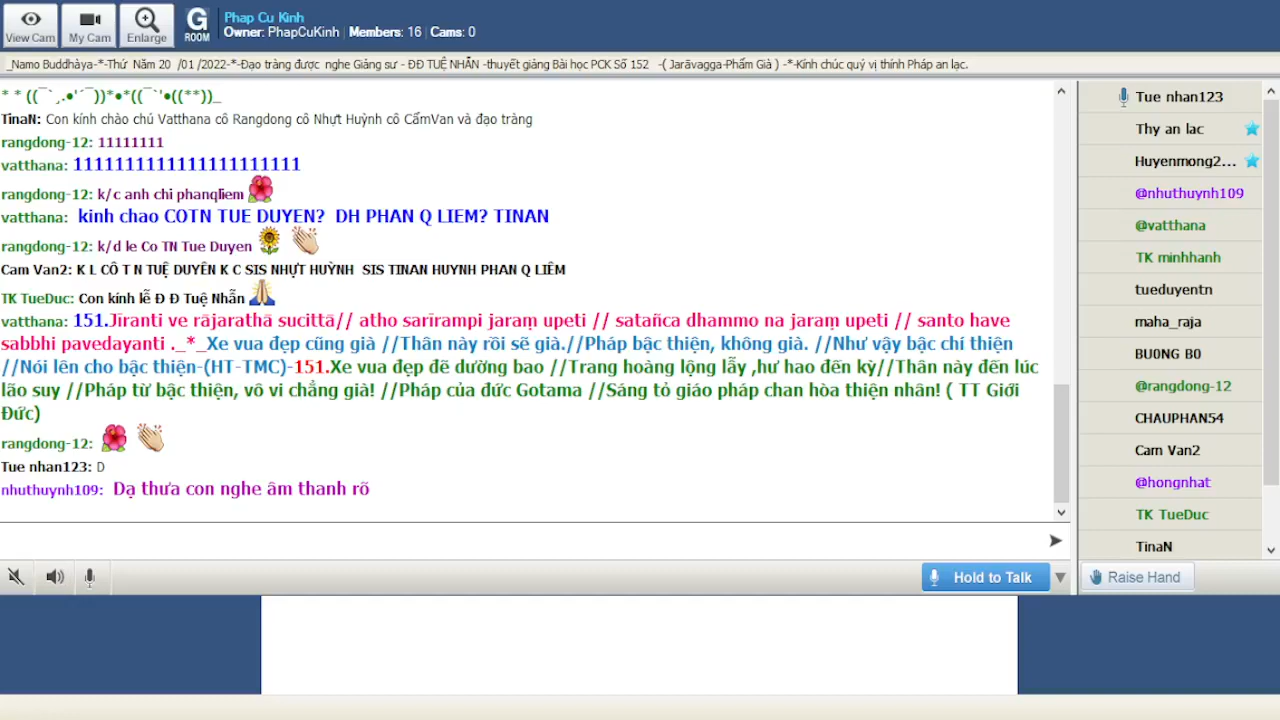 View Cam
My Cam
Enlarge
G
ROOM
Phap Cu Kinh
Owner: PhapCuKinh | Members: 16 | Cams: 0
_Namo Buddhàya-*-Thứ Năm 20 /01 /2022-*-Đạo tràng được nghe Giảng sư - ĐĐ TUỆ NHẪN -thuyết giảng Bài học PCK Số 152 -( Jarāvagga-Phẩm Già ) -*-Kính chúc quý vị thính Pháp an lạc.
* * ((¯`¸.•'´¯))*•*((¯`'•((**))_
TinaN: Con kính chào chú Vatthana cô Rangdong cô Nhựt Huỳnh cô CẩmVan và đạo tràng
rangdong-12: 11111111
vatthana: 1111111111111111111111
rangdong-12: k/c anh chi phanqliem
vatthana: kinh chao COTN TUE DUYEN? DH PHAN Q LIEM? TINAN
rangdong-12: k/d le Co TN Tue Duyen
Cam Van2: K L CÔ T N TUỆ DUYÊN K C SIS NHỰT HUỲNH SIS TINAN HUYNH PHAN Q LIÊM
TK TueDuc: Con kính lễ Đ Đ Tuệ Nhẫn
vatthana: 151.Jīranti ve rājarathā sucittā// atho sarīrampi jaraṃ upeti // satañca dhammo na jaraṃ upeti // santo have
sabbhi pavedayanti ._*_Xe vua đẹp cũng già //Thân này rồi sẽ già.//Pháp bậc thiện, không già. //Như vậy bậc chí thiện
//Nói lên cho bậc thiện-(HT-TMC)-151.Xe vua đẹp đẽ dường bao //Trang hoàng lộng lẫy ,hư hao đến kỳ//Thân này đến lúc
lão suy //Pháp từ bậc thiện, vô vi chẳng già! //Pháp của đức Gotama //Sáng tỏ giáo pháp chan hòa thiện nhân! ( TT Giới
Đức)
rangdong-12:
Tue nhan123: D
nhuthuynh109: Dạ thưa con nghe âm thanh rõ
Tue nhan123
Thy an lac
Huyenmong2...
@nhuthuynh109
@vatthana
TK minhhanh
tueduyentn
maha_raja
BU0NG B0
@rangdong-12
CHAUPHAN54
Cam Van2
@hongnhat
TK TueDuc
TinaN
Hold to Talk
Raise Hand